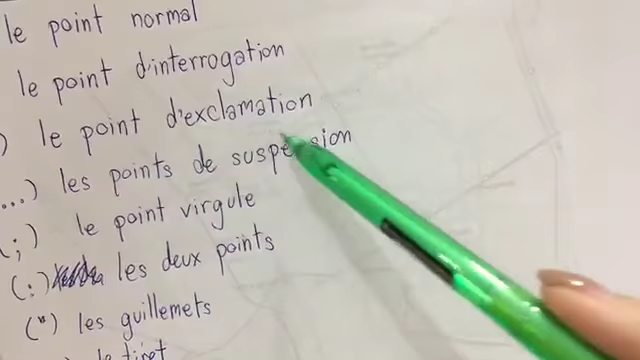 le point normal
le point d'interrogation
) le point d'exclamation
...) les points de suspension
(;) le point virgule
(:) les deux points
(") les guillemets
) le tiret